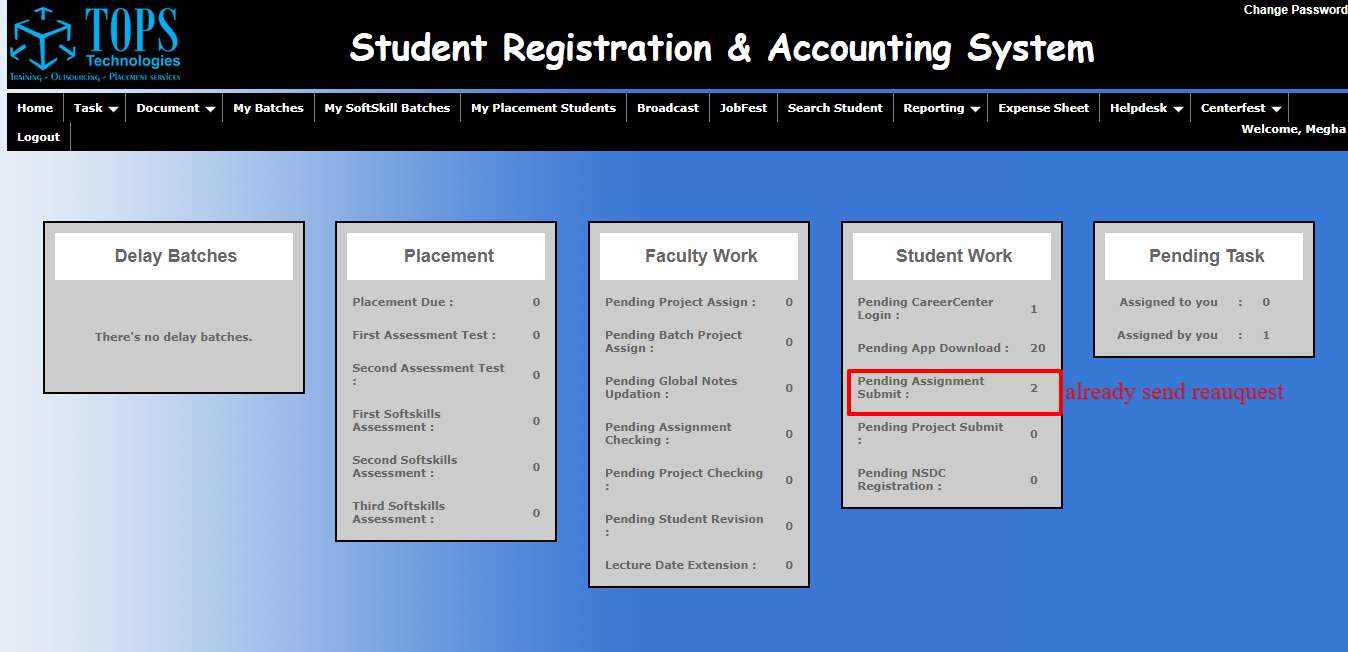 Change Password
TOPS
Technologies
Training - Outsourcing - Placement services
Student Registration & Accounting System
Home
Task
Document
My Batches
My SoftSkill Batches
My Placement Students
Broadcast
JobFest
Search Student
Reporting
Expense Sheet
Helpdesk
Centerfest
Logout
Welcome, Megha
Delay Batches
There's no delay batches.
Placement
Placement Due : 0
First Assessment Test : 0
Second Assessment Test
: 0
First Softskills
Assessment : 0
Second Softskills
Assessment : 0
Third Softskills
Assessment : 0
Faculty Work
Pending Project Assign : 0
Pending Batch Project
Assign : 0
Pending Global Notes
Updation : 0
Pending Assignment
Checking : 0
Pending Project Checking
: 0
Pending Student Revision
: 0
Lecture Date Extension : 0
Student Work
Pending CareerCenter
Login : 1
Pending App Download : 20
Pending Assignment
Submit : 2
already send reauquest
Pending Project Submit
: 0
Pending NSDC
Registration : 0
Pending Task
Assigned to you : 0
Assigned by you : 1